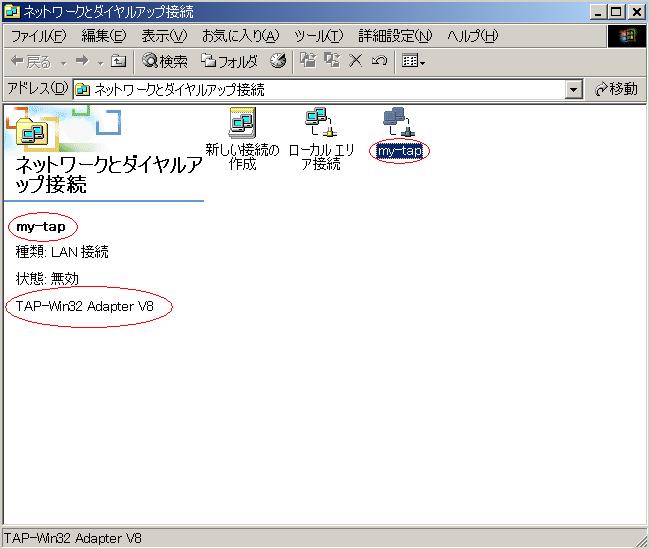 ネットワークとダイヤルアップ接続
ファイル(F) 編集(E) 表示(V) お気に入り(A) ツール(T) 詳細設定(N) ヘルプ(H)
戻る 検索 フォルダ
アドレス(D) ネットワークとダイヤルアップ接続 移動
新しい接続の
作成
ローカル エリ
ア接続
my-tap
ネットワークとダイヤルア
ップ接続
my-tap
種類: LAN 接続
状態: 無効
TAP-Win32 Adapter V8
TAP-Win32 Adapter V8